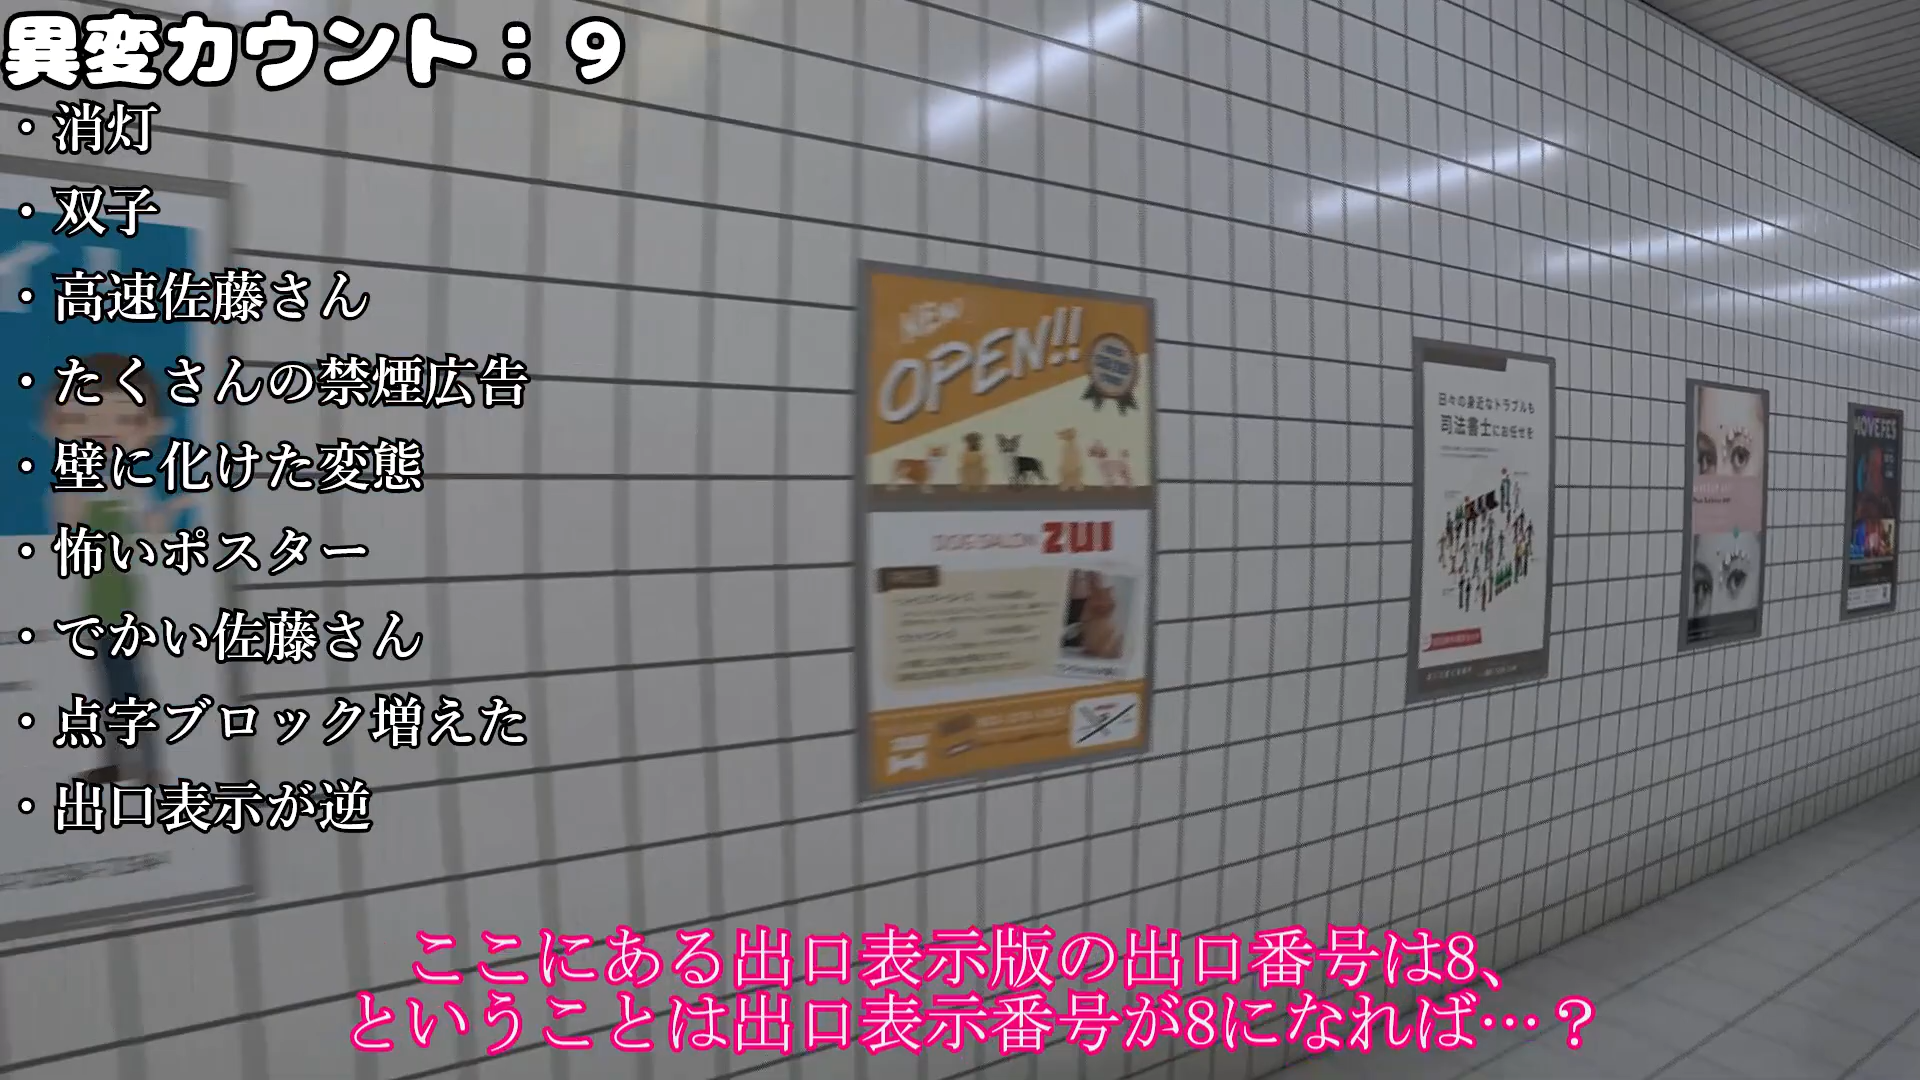 異変カウント：９
・消灯
・双子
・高速佐藤さん
・たくさんの禁煙広告
・壁に化けた変態
・怖いポスター
・でかい佐藤さん
・点字ブロック増えた
・出口表示が逆
NEW
OPEN!!
DOG SALON ZUI
日々の身近なトラブルも
司法書士にお任せを
MOVE FES
ここにある出口表示版の出口番号は8、
ということは出口表示番号が8になれば…？